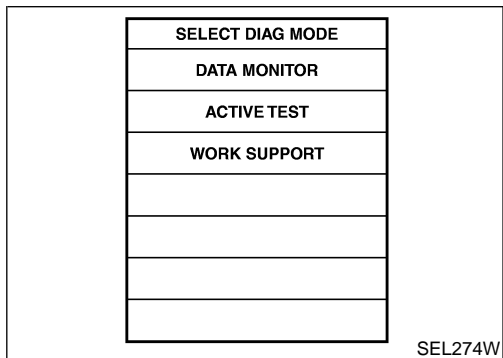 SELECT DIAG MODE
DATA MONITOR
ACTIVE TEST
WORK SUPPORT
SEL274W